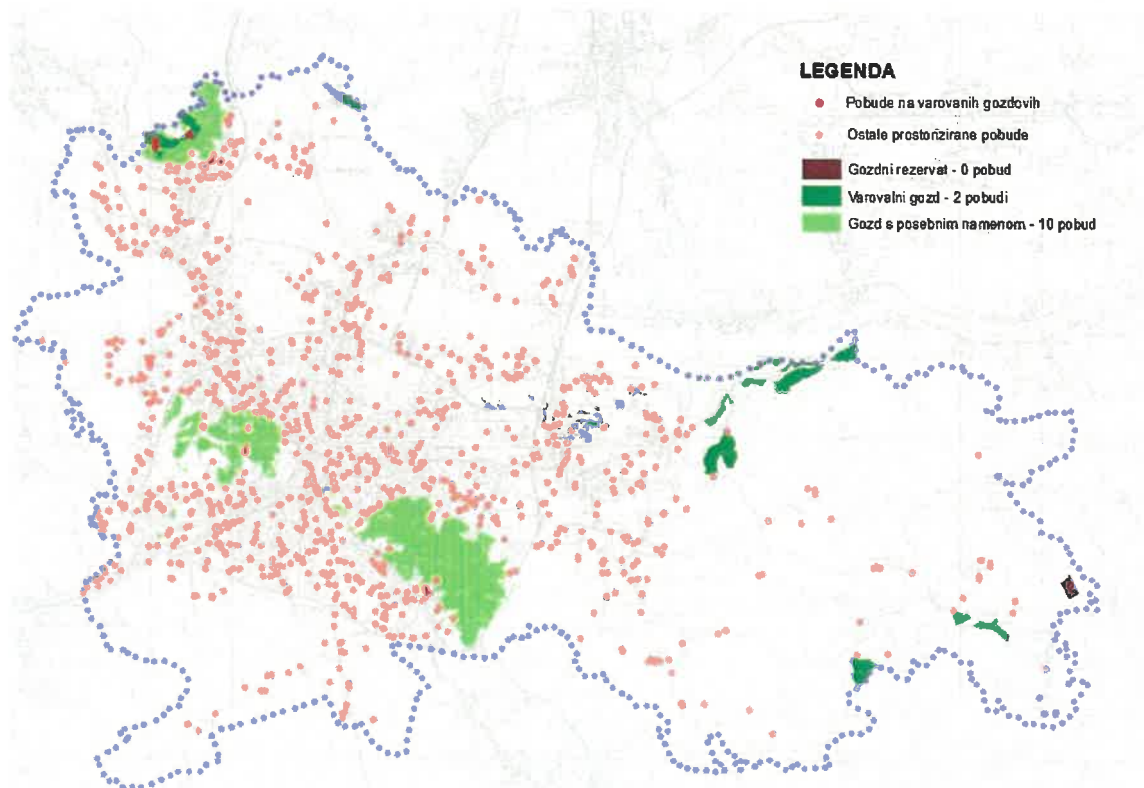 LEGENDA
Pobude na varovanih gozdovih
Ostale prostorizirane pobude
Gozdni rezervat - 0 pobud
Varovalni gozd - 2 pobudi
Gozd s posebnim namenom - 10 pobud